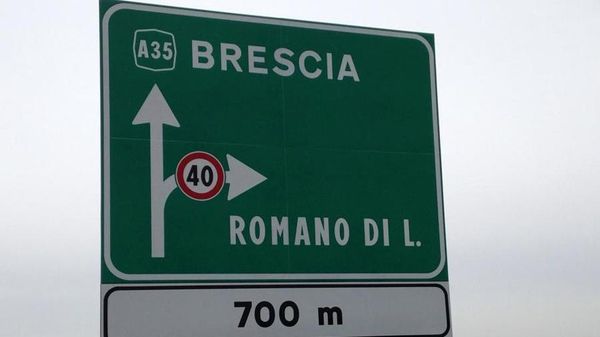 A35 BRESCIA
40
ROMANO DI L.
700 m